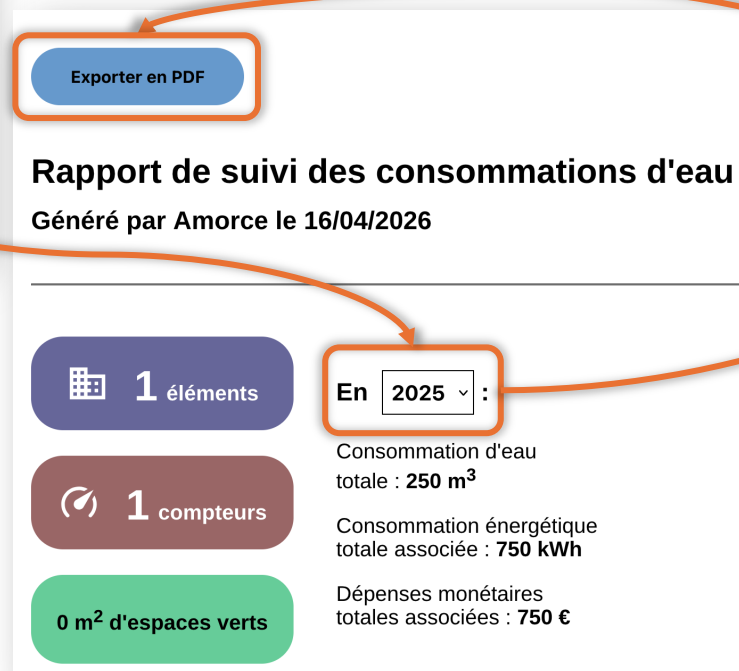 Exporter en PDF
Rapport de suivi des consommations d'eau
Généré par Amorce le 16/04/2026
1 éléments
1 compteurs
0 m² d'espaces verts
En 2025 :
Consommation d'eau
totale : 250 m³
Consommation énergétique
totale associée : 750 kWh
Dépenses monétaires
totales associées : 750 €